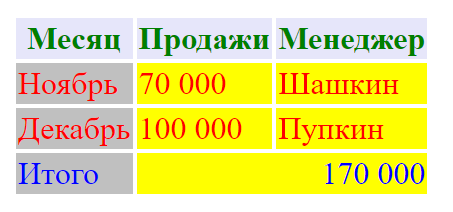 Месяц Продажи Менеджер
Ноябрь 70 000 Шашкин
Декабрь 100 000 Пупкин
Итого 170 000